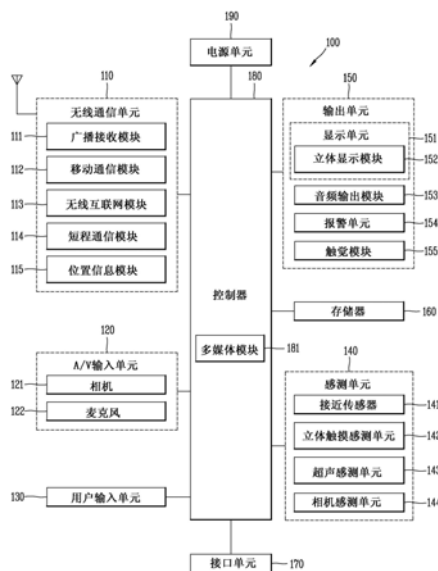 190
电源单元
100
110
180
150
无线通信单元
111
广播接收模块
112
移动通信模块
113
无线互联网模块
114
短程通信模块
115
位置信息模块
输出单元
显示单元
151
立体显示模块
152
音频输出模块
153
报警单元
154
触觉模块
155
控制器
多媒体模块
181
存储器
160
120
A/V输入单元
121
相机
122
麦克风
140
感测单元
接近传感器
141
立体触摸感测单元
142
超声感测单元
143
相机感测单元
144
130
用户输入单元
接口单元
170